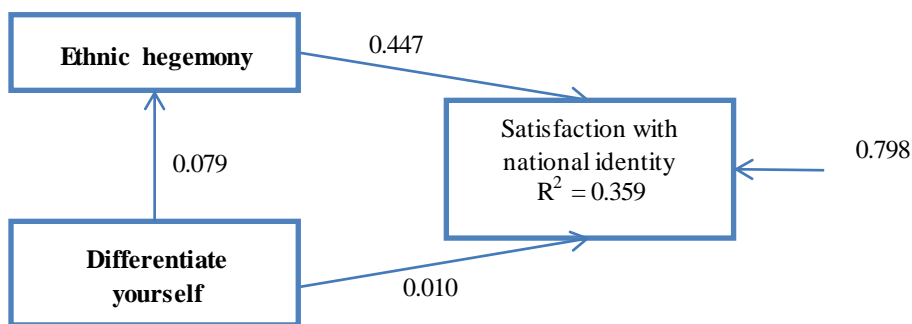 0.447
Ethnic hegemony
Satisfaction with
national identity
R² = 0.359
0.798
0.079
Differentiate
yourself
0.010